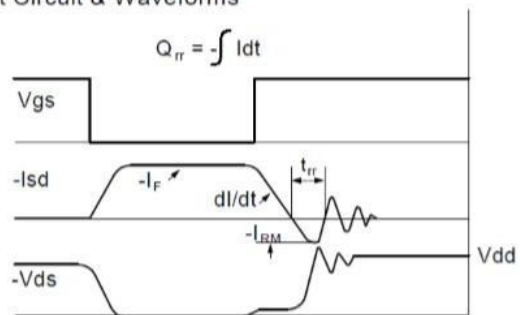 t Circuit & Waveforms
Qrr = -∫ Idt
Vgs
-Isd
-IF
dI/dt
trr
-IRM
Vdd
-Vds